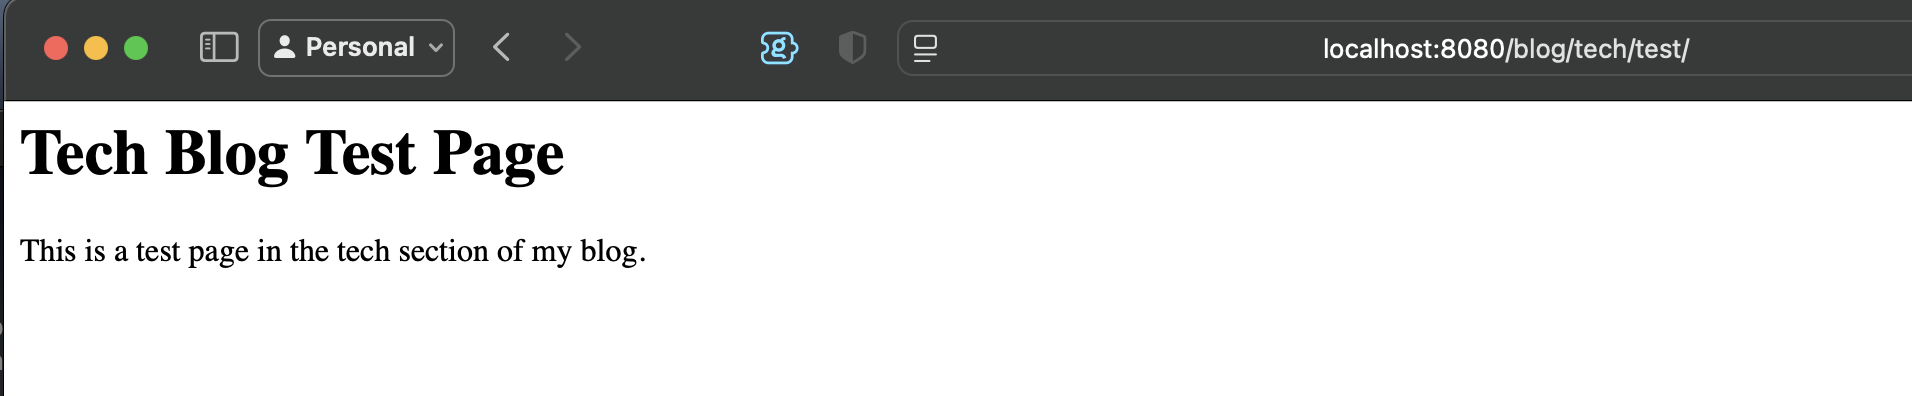 Personal
localhost:8080/blog/tech/test/
Tech Blog Test Page
This is a test page in the tech section of my blog.